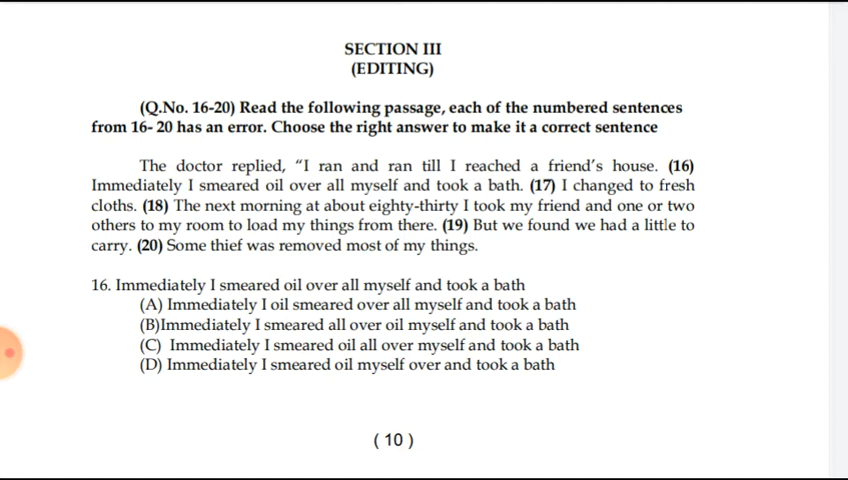 SECTION III
(EDITING)
(Q.No. 16-20) Read the following passage, each of the numbered sentences
from 16- 20 has an error. Choose the right answer to make it a correct sentence
The doctor replied, “I ran and ran till I reached a friend’s house. (16)
Immediately I smeared oil over all myself and took a bath. (17) I changed to fresh
cloths. (18) The next morning at about eighty-thirty I took my friend and one or two
others to my room to load my things from there. (19) But we found we had a little to
carry. (20) Some thief was removed most of my things.
16. Immediately I smeared oil over all myself and took a bath
(A) Immediately I oil smeared over all myself and took a bath
(B)Immediately I smeared all over oil myself and took a bath
(C) Immediately I smeared oil all over myself and took a bath
(D) Immediately I smeared oil myself over and took a bath
( 10 )